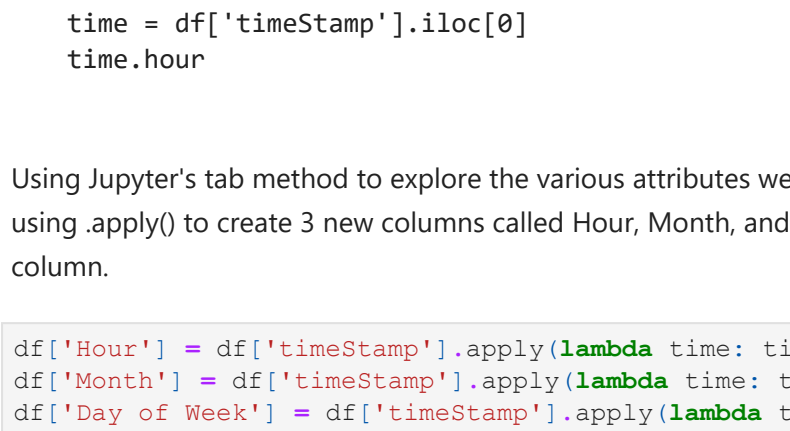 time = df['timeStamp'].iloc[0]
time.hour
Using Jupyter's tab method to explore the various attributes we
using .apply() to create 3 new columns called Hour, Month, and
column.
df['Hour'] = df['timeStamp'].apply(lambda time: ti
df['Month'] = df['timeStamp'].apply(lambda time: t
df['Day of Week'] = df['timeStamp'].apply(lambda t